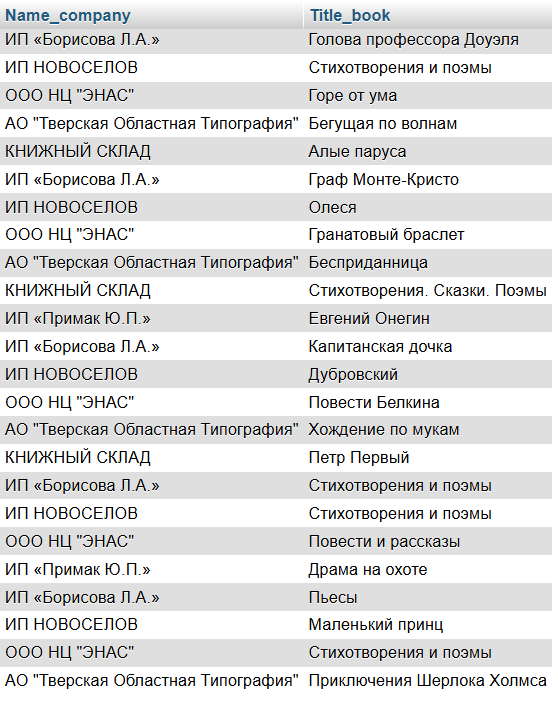 Name_company Title_book
ИП «Борисова Л.А.» Голова профессора Доуэля
ИП НОВОСЕЛОВ Стихотворения и поэмы
ООО НЦ "ЭНАС" Горе от ума
АО "Тверская Областная Типография" Бегущая по волнам
КНИЖНЫЙ СКЛАД Алые паруса
ИП «Борисова Л.А.» Граф Монте-Кристо
ИП НОВОСЕЛОВ Олеся
ООО НЦ "ЭНАС" Гранатовый браслет
АО "Тверская Областная Типография" Бесприданница
КНИЖНЫЙ СКЛАД Стихотворения. Сказки. Поэмы
ИП «Примак Ю.П.» Евгений Онегин
ИП «Борисова Л.А.» Капитанская дочка
ИП НОВОСЕЛОВ Дубровский
ООО НЦ "ЭНАС" Повести Белкина
АО "Тверская Областная Типография" Хождение по мукам
КНИЖНЫЙ СКЛАД Петр Первый
ИП «Борисова Л.А.» Стихотворения и поэмы
ИП НОВОСЕЛОВ Стихотворения и поэмы
ООО НЦ "ЭНАС" Повести и рассказы
ИП «Примак Ю.П.» Драма на охоте
ИП «Борисова Л.А.» Пьесы
ИП НОВОСЕЛОВ Маленький принц
ООО НЦ "ЭНАС" Стихотворения и поэмы
АО "Тверская Областная Типография" Приключения Шерлока Холмса